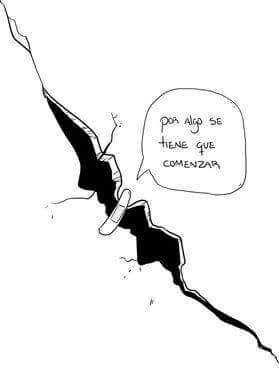 POR ALGO SE
TIENE QUE
COMENZAR